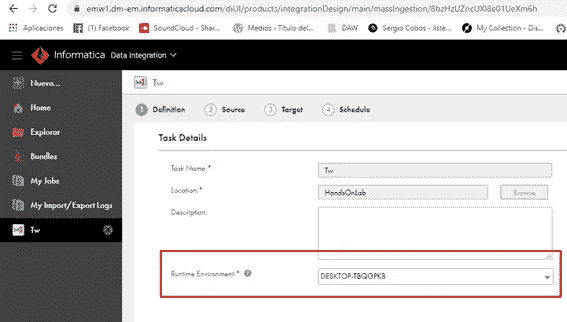 emw1.dm-em.informaticacloud.com/diUI/products/integrationDesign/main/massIngestion/8bzHzUZncUXl8e01UeXm6h
Aplicaciones (1) Facebook SoundCloud - Share... Medios ‹ Título del... DAW Sergio Cobos - liste... My Collection - Dis...
Informatica Data Integration
Nuevo... Tw
Home 1 Definition 2 Source 3 Target 4 Schedule
Explorar
Bundles Task Details
My Jobs Task Name:* Tw
My Import/Export Logs Location:* HandsOnLab Browse
Tw Description:
Runtime Environment:* ? DESKTOP-TBQGPKB